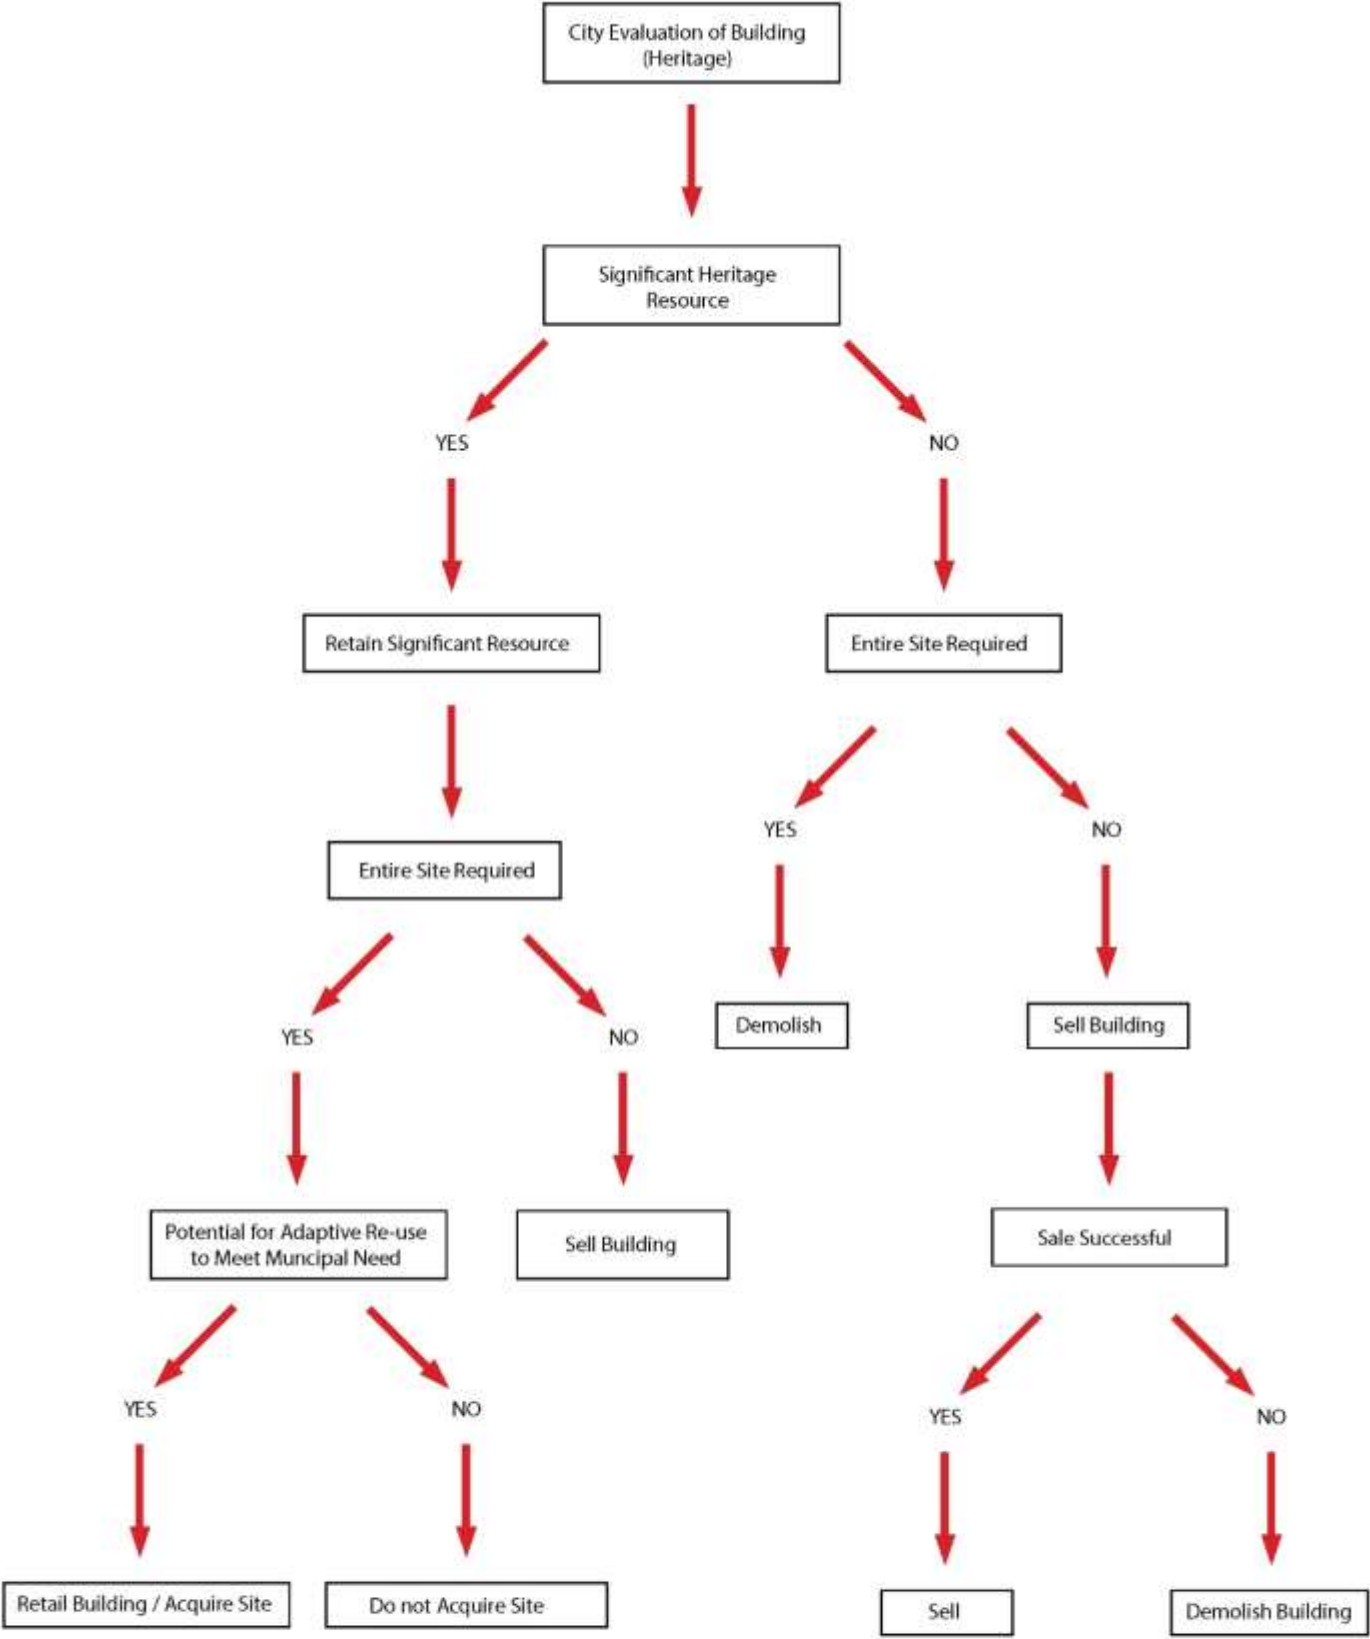 City Evaluation of Building
(Heritage)
Significant Heritage
Resource
YES
NO
Retain Significant Resource
Entire Site Required
YES
NO
Entire Site Required
Demolish
Sell Building
YES
NO
Potential for Adaptive Re-use
to Meet Muncipal Need
Sell Building
Sale Successful
YES
NO
YES
NO
Retail Building / Acquire Site
Do not Acquire Site
Sell
Demolish Building